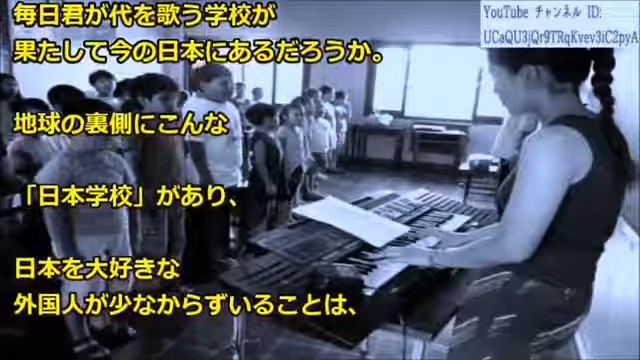 毎日君が代を歌う学校が
果たして今の日本にあるだろうか。
地球の裏側にこんな
「日本学校」があり、
日本を大好きな
外国人が少なからずいることは、
YouTube チャンネル ID:
UCaQU3jQr9TRqKvev3iC2pyA